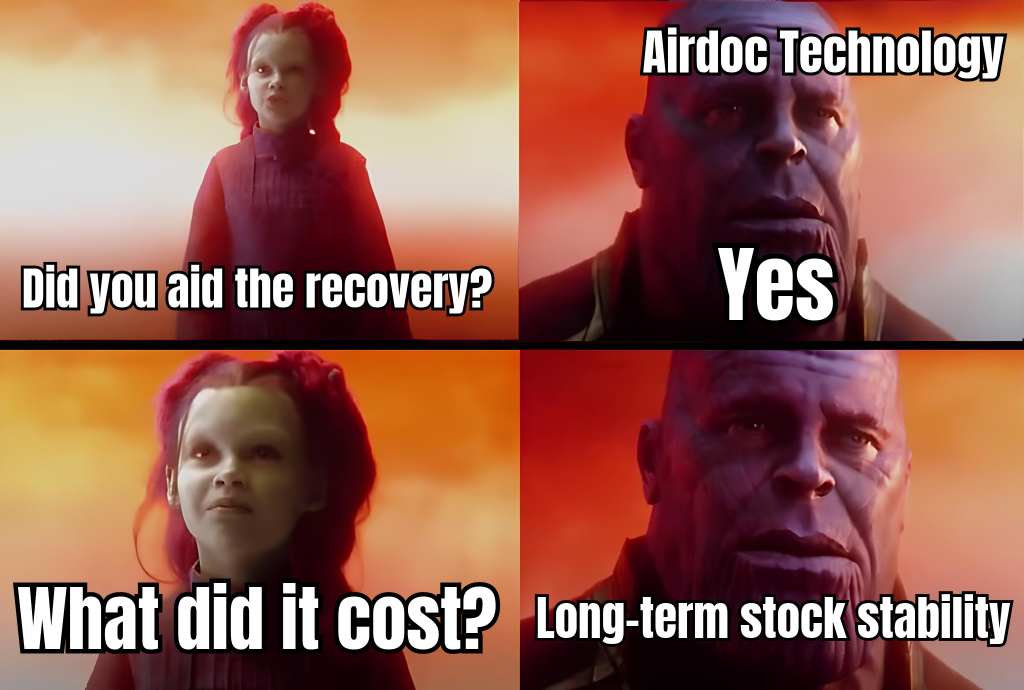 Did you aid the recovery?
Airdoc Technology
Yes
What did it cost?
Long-term stock stability